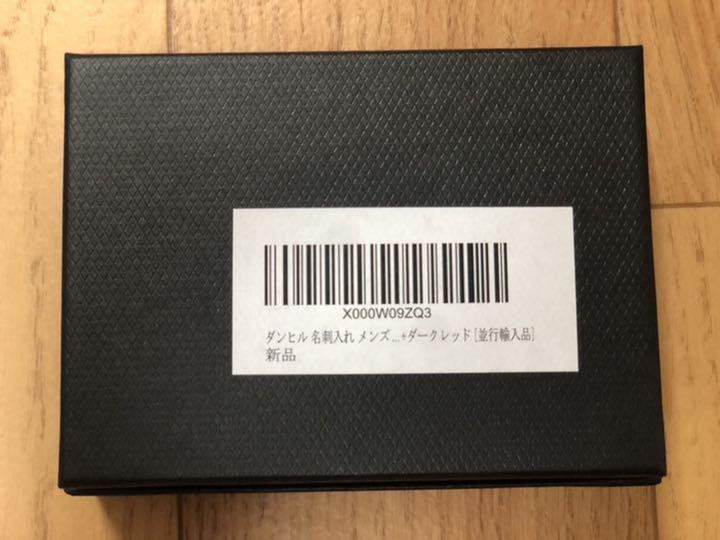 X000W09ZQ3
ダンヒル 名刺入れ メンズ ...+ダークレッド [並行輸入品]
新品